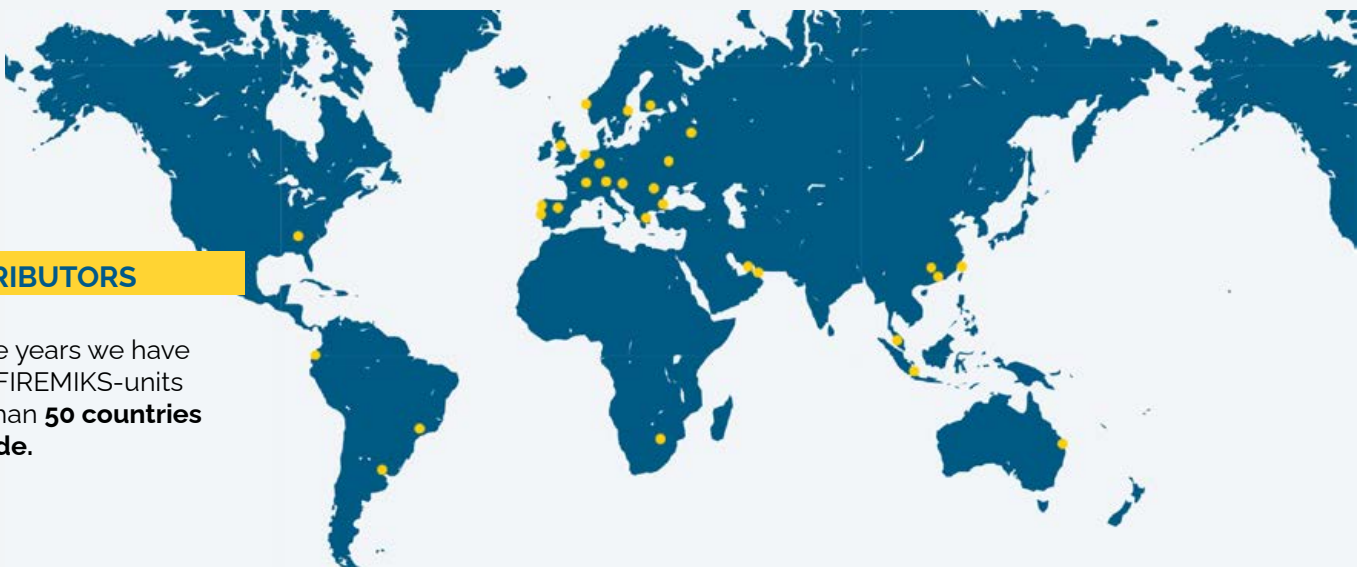 RIBUTORS
e years we have
FIREMIKS-units
han 50 countries
de.